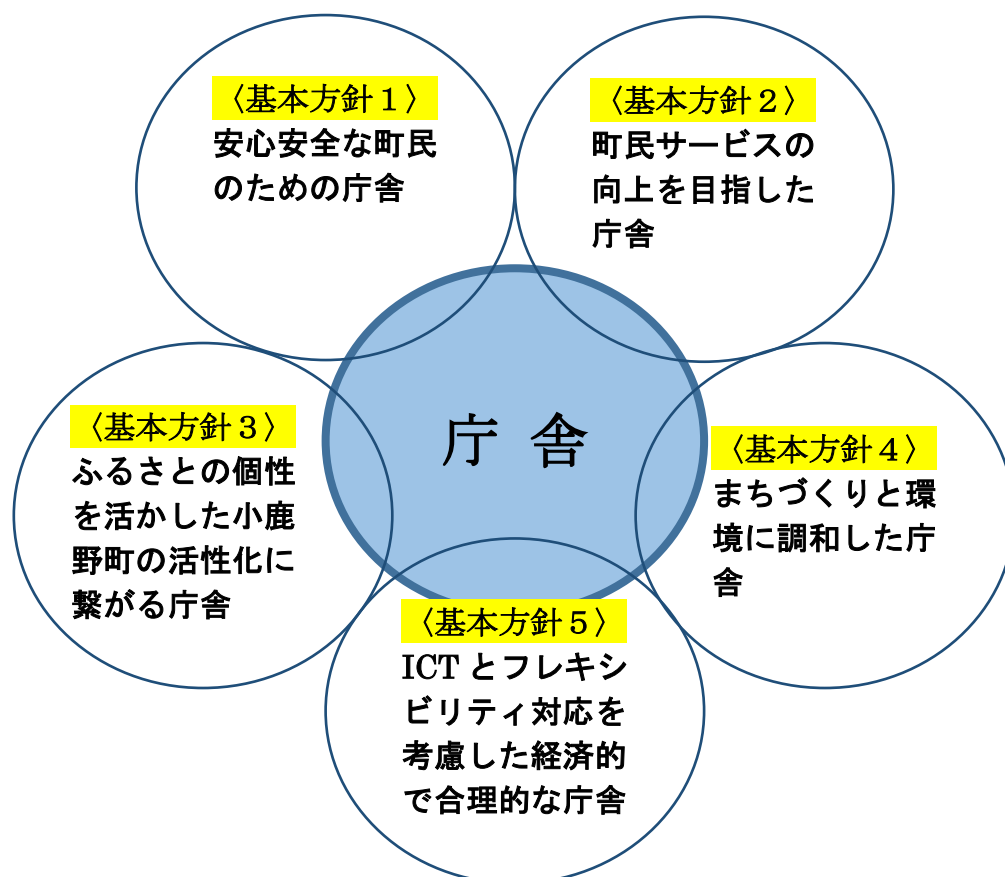 〈基本方針１〉
安心安全な町民
のための庁舎
〈基本方針２〉
町民サービスの
向上を目指した
庁舎
庁 舎
〈基本方針３〉
ふるさとの個性
を活かした小鹿
野町の活性化に
繋がる庁舎
〈基本方針４〉
まちづくりと環
境に調和した庁
舎
〈基本方針５〉
ICT とフレキシ
ビリティ対応を
考慮した経済的
で合理的な庁舎